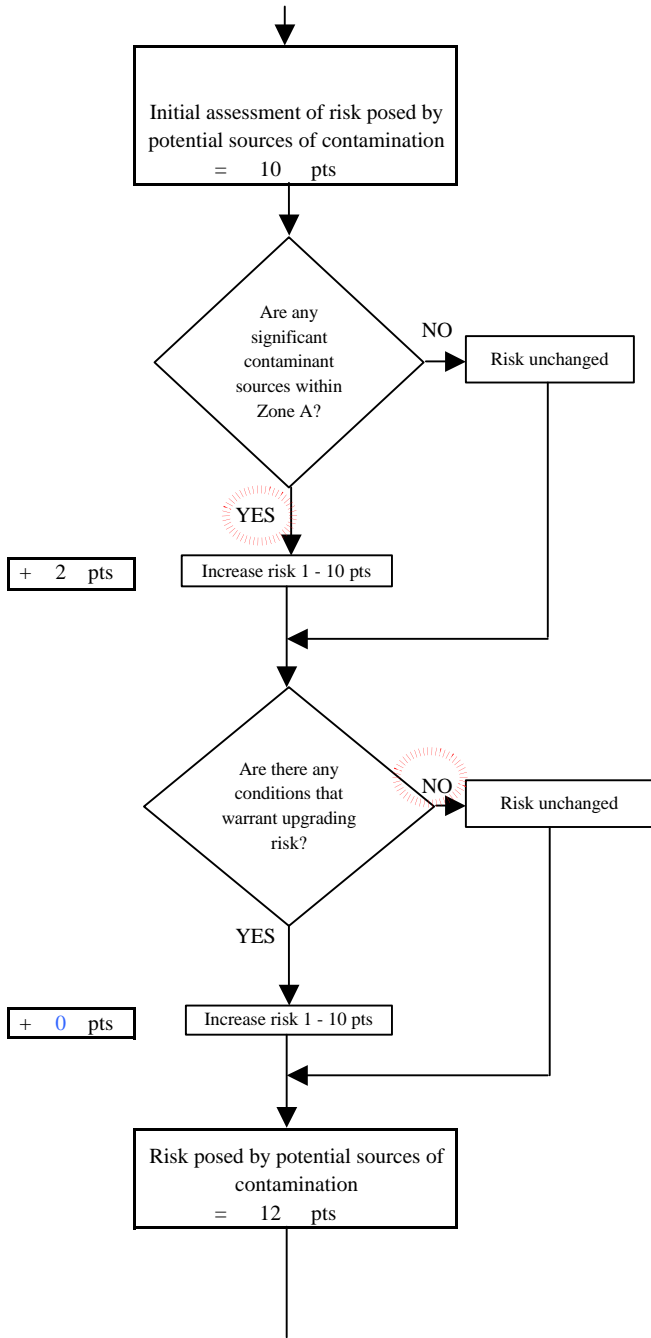 Initial assessment of risk posed by
potential sources of contamination
= 10 pts
Are any
significant
contaminant
sources within
Zone A?
NO
Risk unchanged
YES
+ 2 pts
Increase risk 1 - 10 pts
Are there any
conditions that
warrant upgrading
risk?
NO
Risk unchanged
YES
+ 0 pts
Increase risk 1 - 10 pts
Risk posed by potential sources of
contamination
= 12 pts